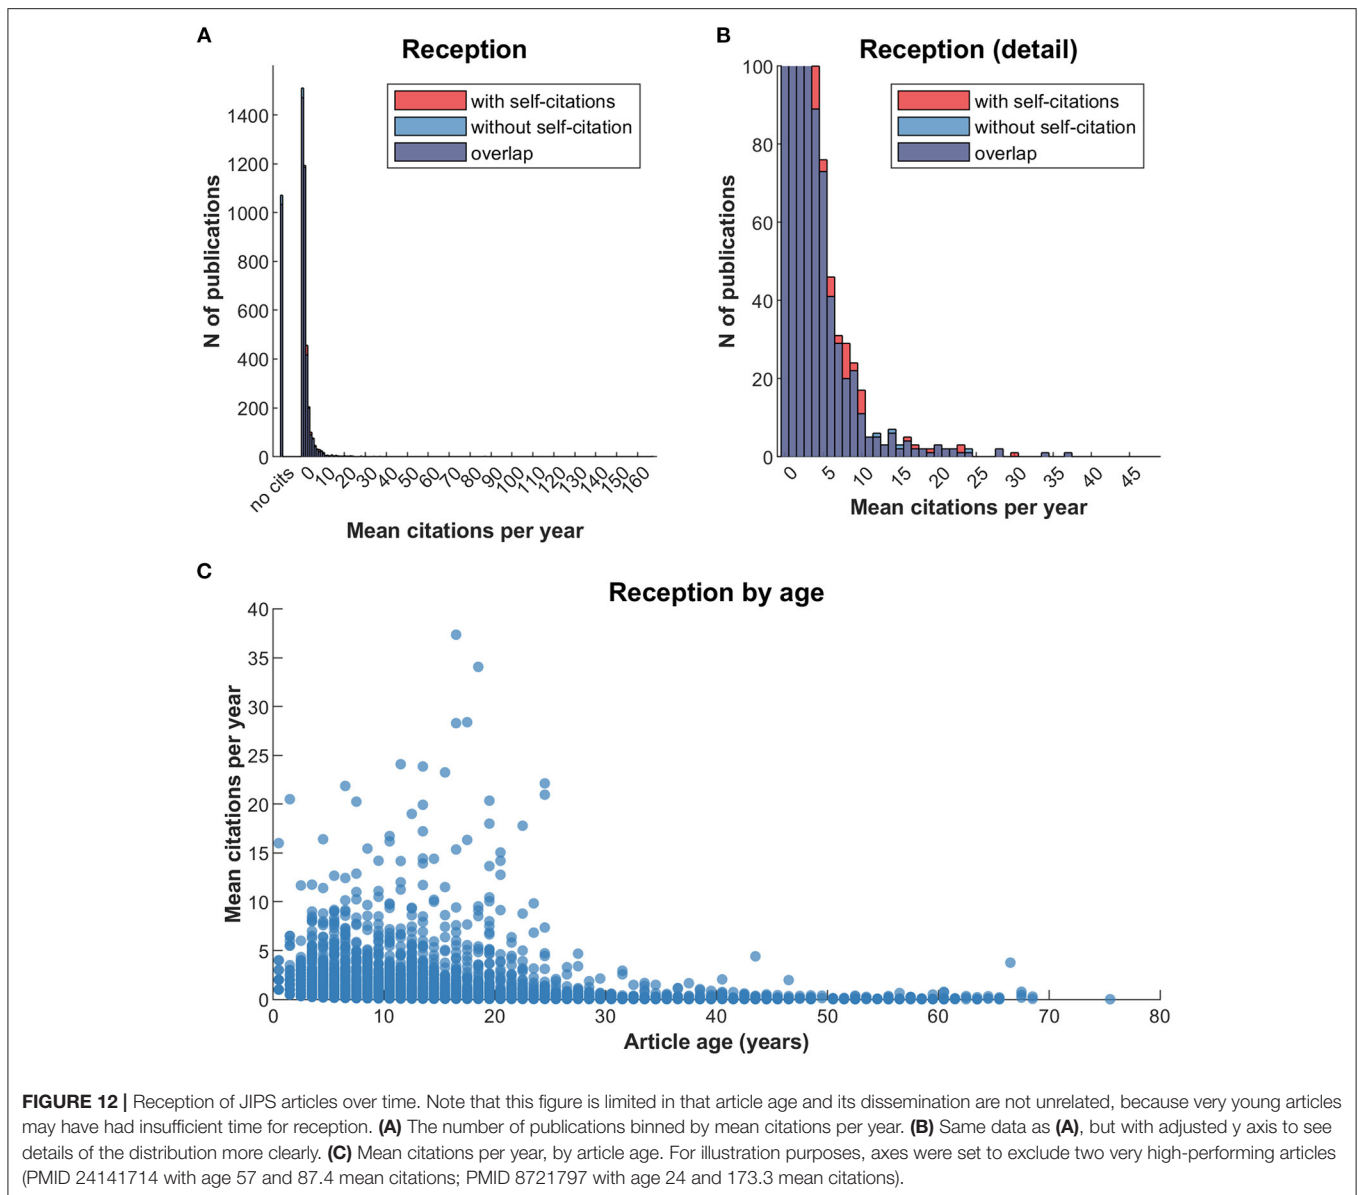 A
Reception
with self-citations
without self-citation
overlap
1400
1200
1000
800
600
400
200
0
N of publications
no cits 0 10 20 30 40 50 60 70 80 90 100 110 120 130 140 150 160
Mean citations per year
B
Reception (detail)
with self-citations
without self-citation
overlap
100
80
60
40
20
0
N of publications
0 5 10 15 20 25 30 35 40 45
Mean citations per year
C
Reception by age
40
35
30
25
20
15
10
5
0
Mean citations per year
0 10 20 30 40 50 60 70 80
Article age (years)
FIGURE 12 | Reception of JIPS articles over time. Note that this figure is limited in that article age and its dissemination are not unrelated, because very young articles
may have had insufficient time for reception. (A) The number of publications binned by mean citations per year. (B) Same data as (A), but with adjusted y axis to see
details of the distribution more clearly. (C) Mean citations per year, by article age. For illustration purposes, axes were set to exclude two very high-performing articles
(PMID 24141714 with age 57 and 87.4 mean citations; PMID 8721797 with age 24 and 173.3 mean citations).